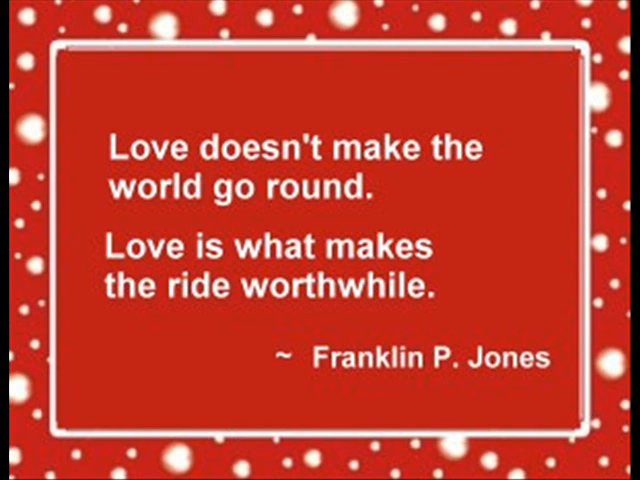 Love doesn't make the
world go round.
Love is what makes
the ride worthwhile.
~ Franklin P. Jones